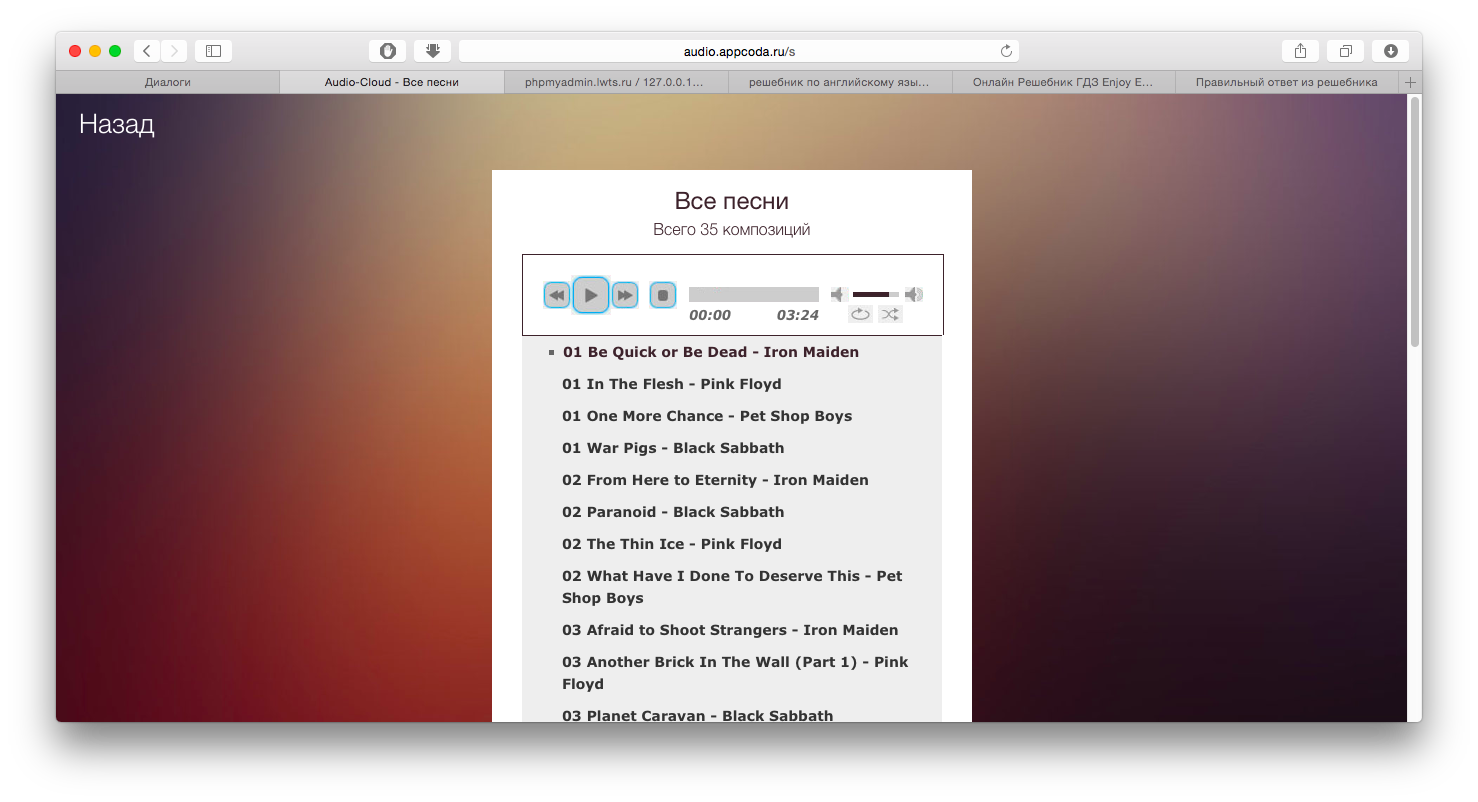 audio.appcoda.ru/s
Диалоги
Audio-Cloud - Все песни
phpmyadmin.lwts.ru / 127.0.0.1...
решебник по английскому язы...
Онлайн Решебник ГДЗ Enjoy E...
Правильный ответ из решебника
Назад
Все песни
Всего 35 композиций
00:00 03:24
01 Be Quick or Be Dead - Iron Maiden
01 In The Flesh - Pink Floyd
01 One More Chance - Pet Shop Boys
01 War Pigs - Black Sabbath
02 From Here to Eternity - Iron Maiden
02 Paranoid - Black Sabbath
02 The Thin Ice - Pink Floyd
02 What Have I Done To Deserve This - Pet
Shop Boys
03 Afraid to Shoot Strangers - Iron Maiden
03 Another Brick In The Wall (Part 1) - Pink
Floyd
03 Planet Caravan - Black Sabbath